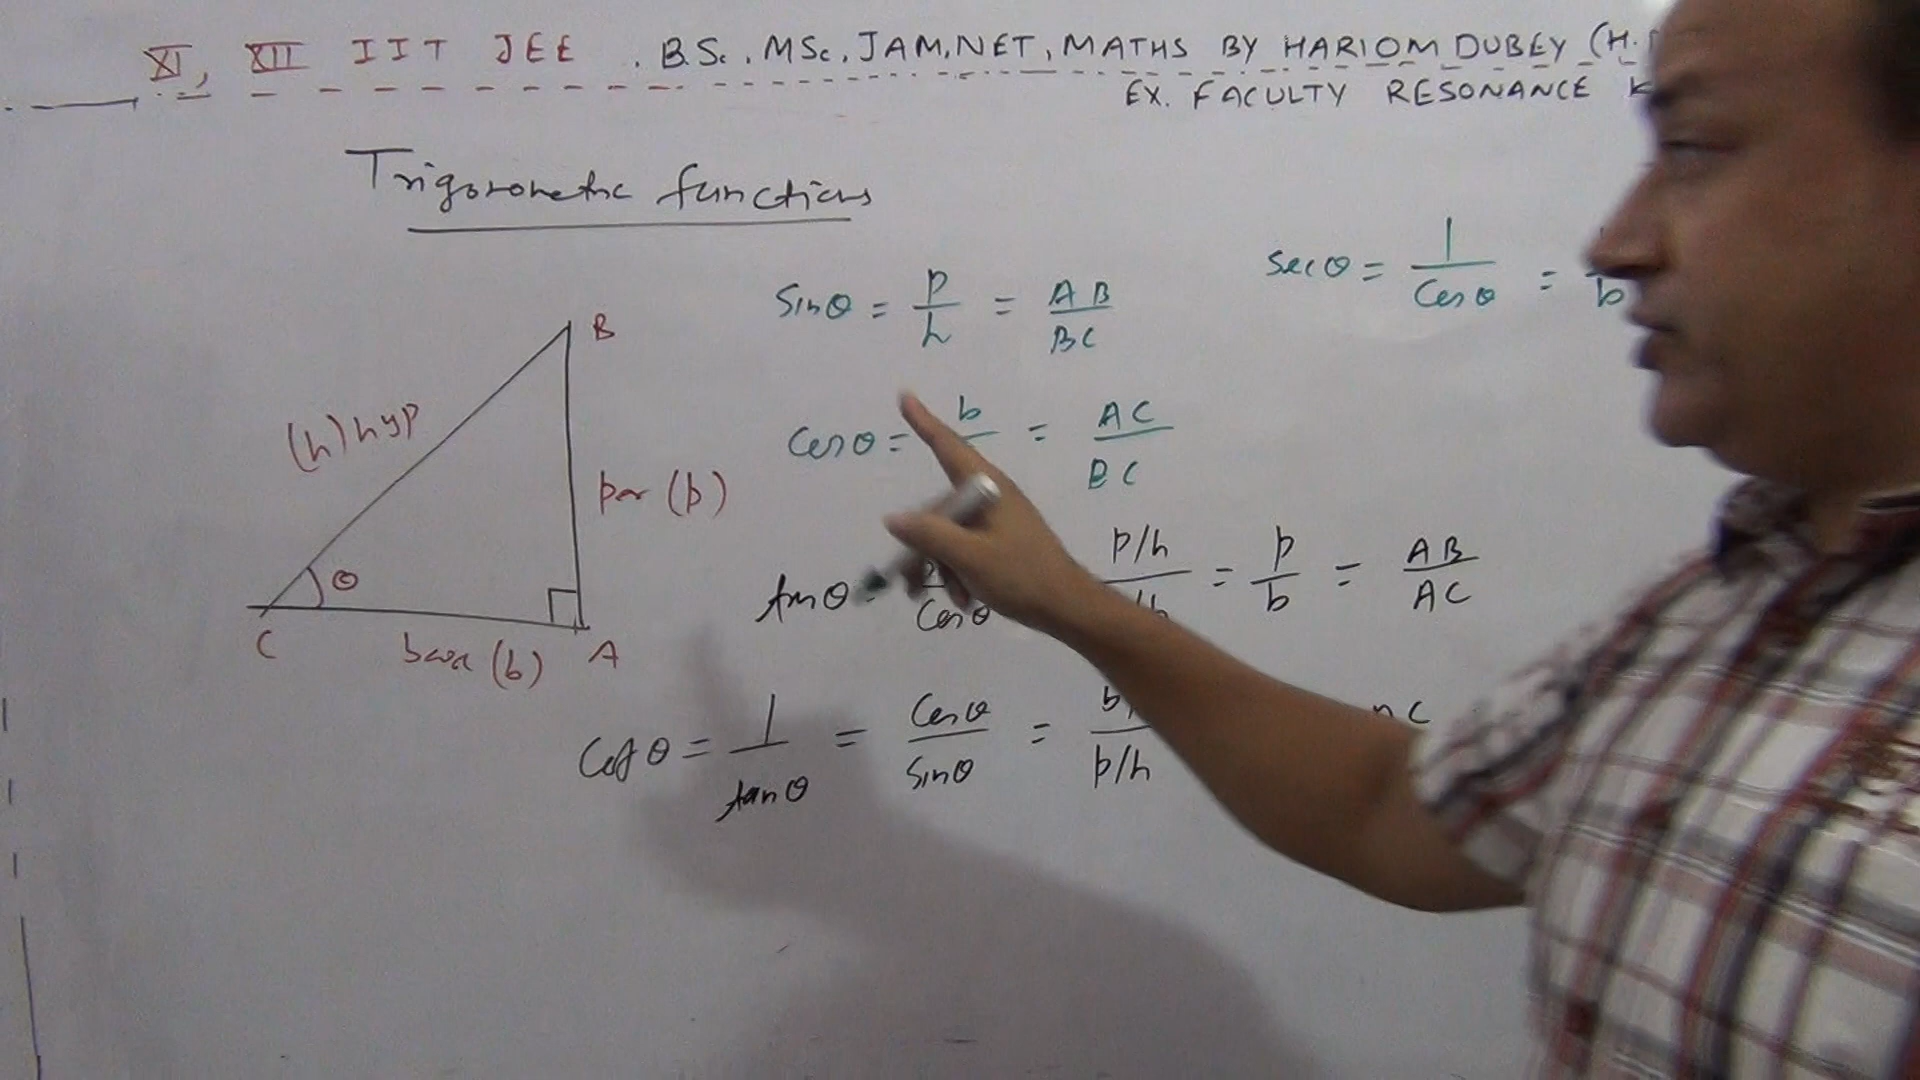 XI, XII IIT JEE . B.Sc. MSc. JAM, NET, MATHS BY HARIOM DUBEY (H.
EX. FACULTY RESONANCE K
Trigonometric functions
sinθ = p/h = AB/BC
secθ = 1/cosθ =
B
(h) hyp
cosθ = b = AC/BC
per (p)
tanθ = cosθ p/h = p/b = AB/AC
θ
C base (b) A
cotθ = 1/tanθ = cosθ/sinθ = p/h